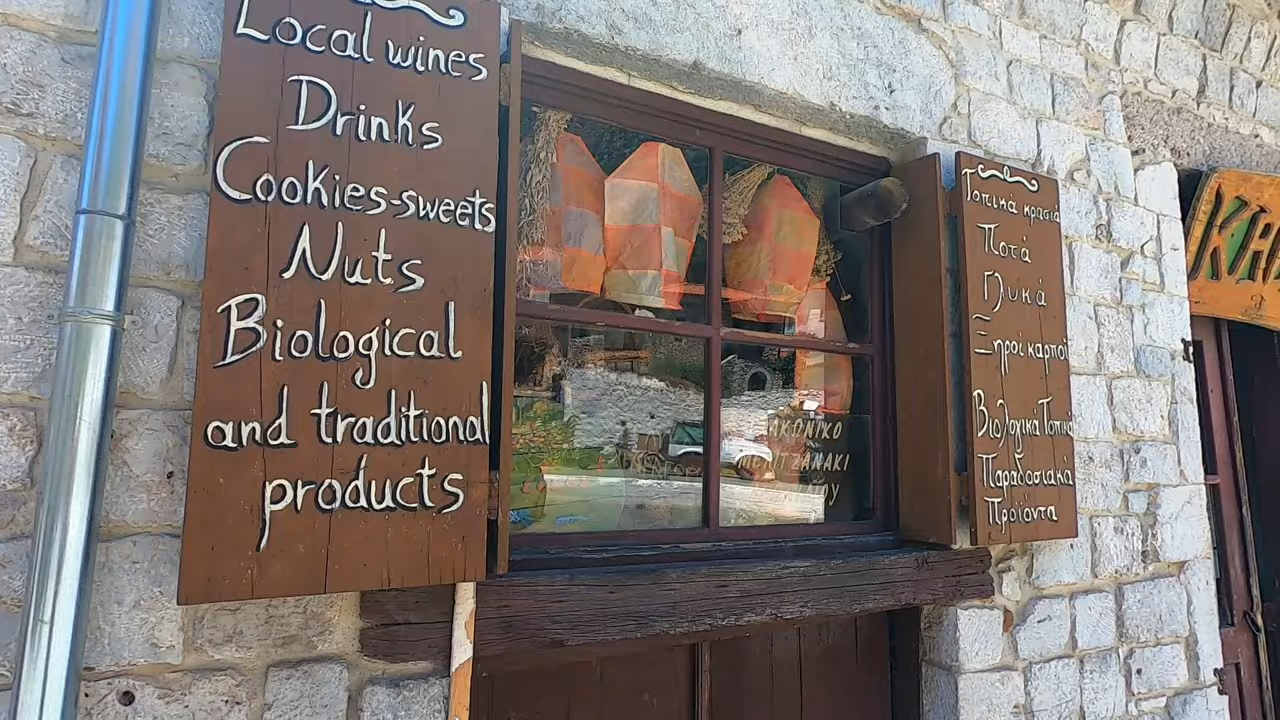 Local wines
Drinks
Cookies-sweets
Nuts
Biological
and traditional
products
Τοπικά κρασιά
Ποτά
Γλυκά
Ξηροί καρποί
Βιολογικά Τοπικά
Παραδοσιακά
Προϊόντα